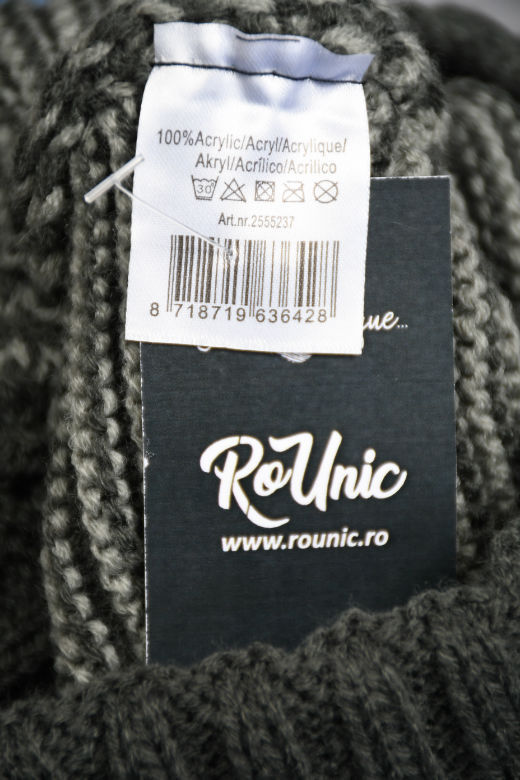 100%Acrylic/Acryl/Acrylique/
Akryl/Acrílico/Acrilico
30
Art.nr.2555237
8 718719 636428
RoUnic
www.rounic.ro